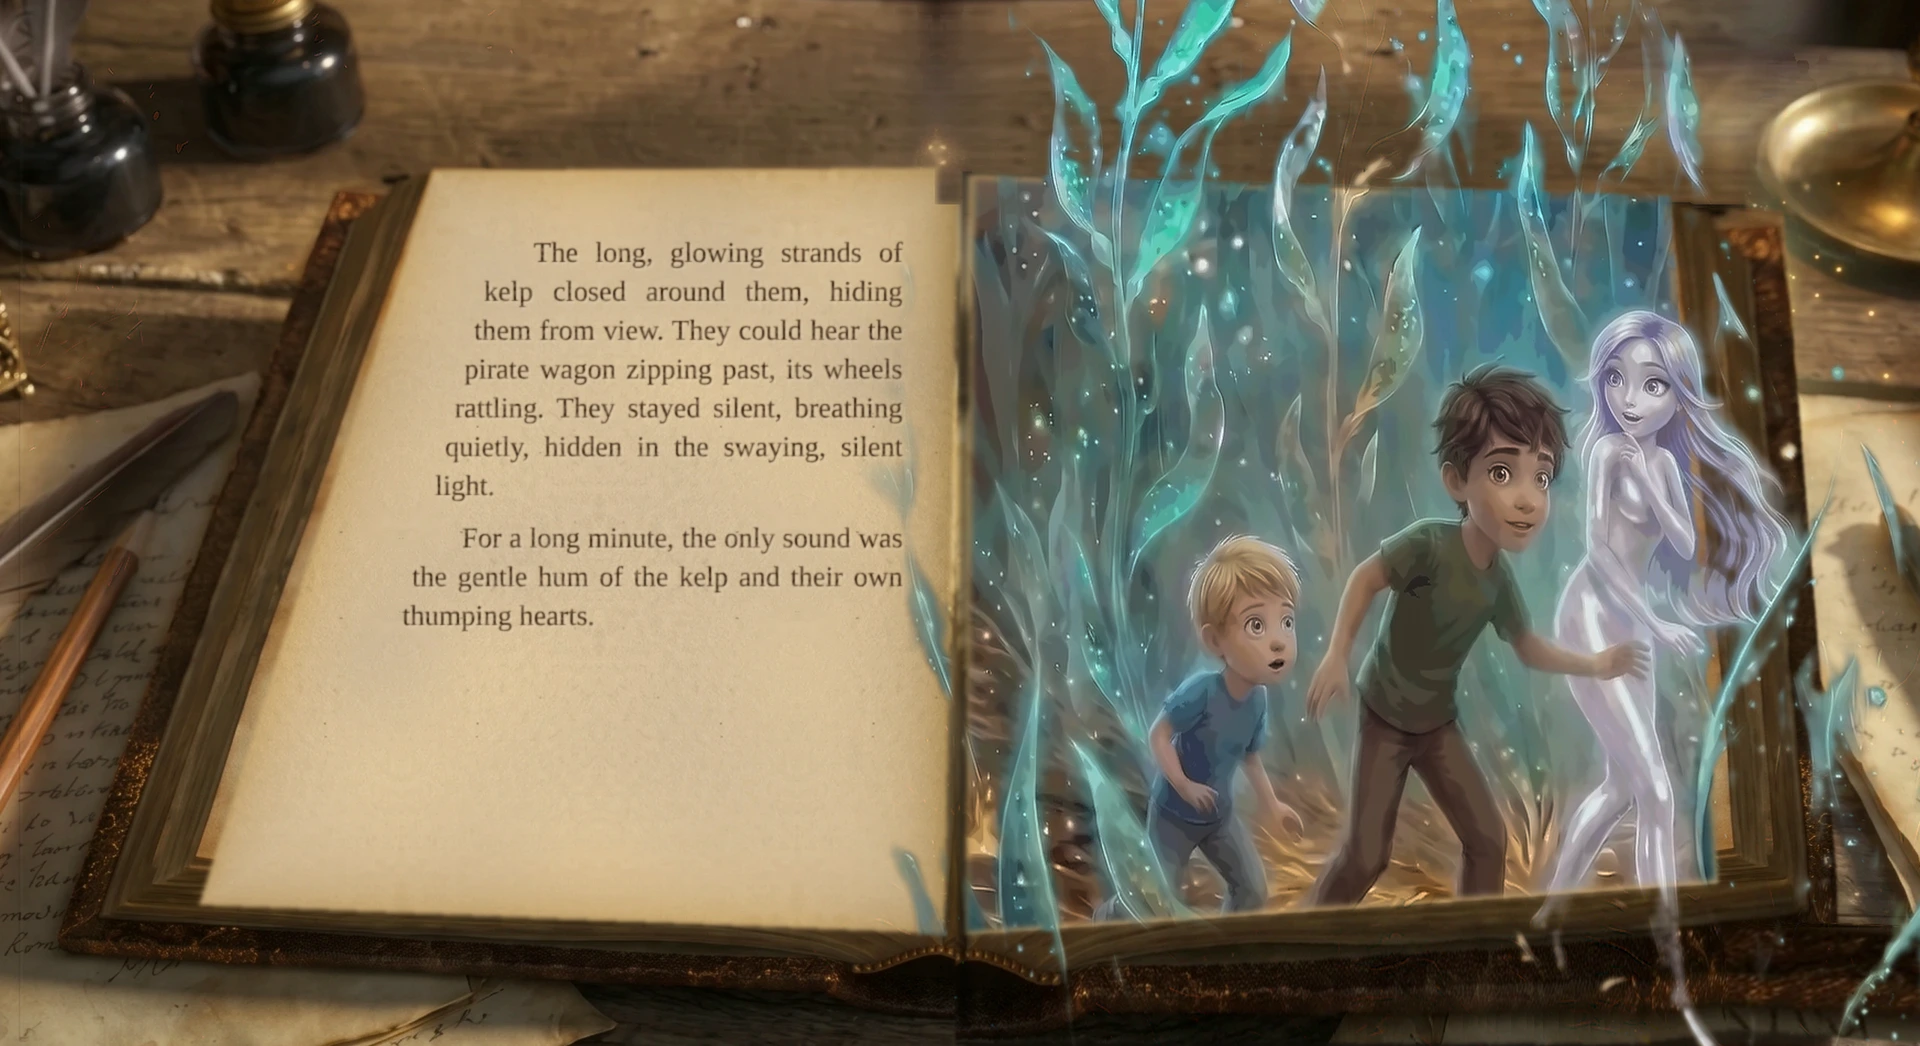 The long, glowing strands of
kelp closed around them, hiding
them from view. They could hear the
pirate wagon zipping past, its wheels
rattling. They stayed silent, breathing
quietly, hidden in the swaying, silent
light.
For a long minute, the only sound was
the gentle hum of the kelp and their own
thumping hearts.